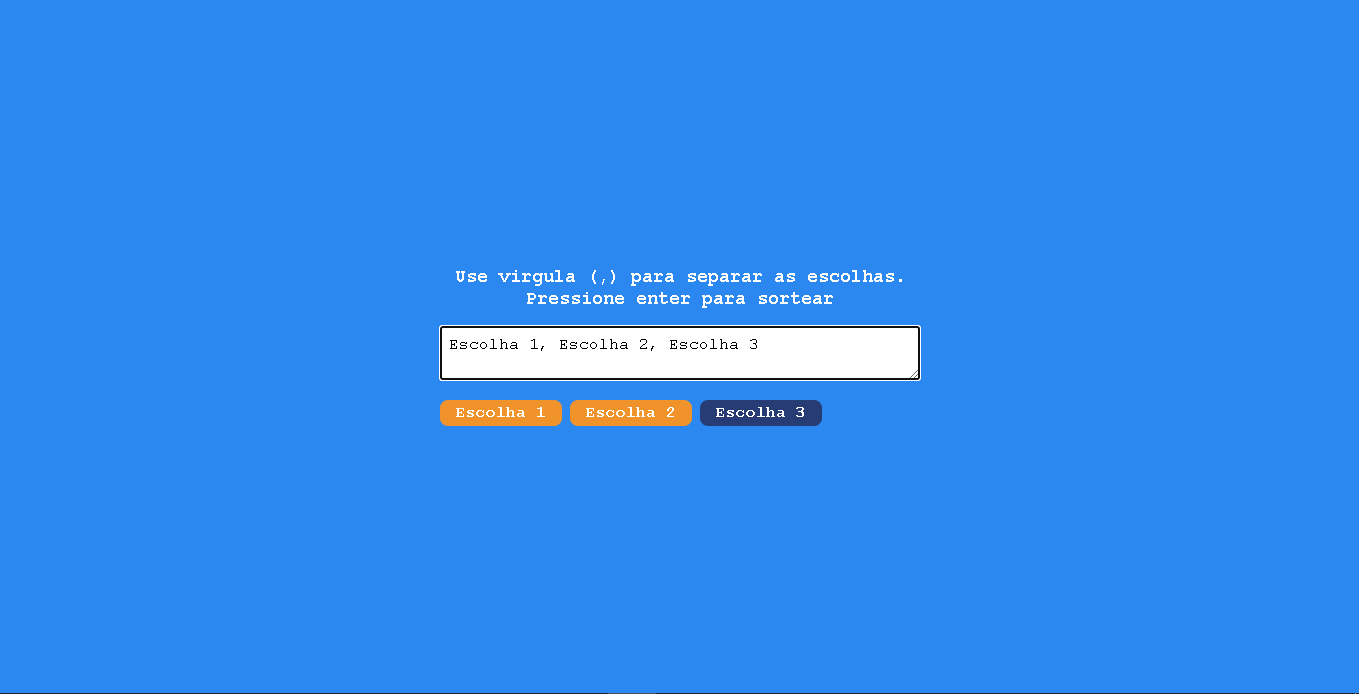 Use virgula (,) para separar as escolhas.
Pressione enter para sortear
Escolha 1, Escolha 2, Escolha 3
Escolha 1 Escolha 2 Escolha 3